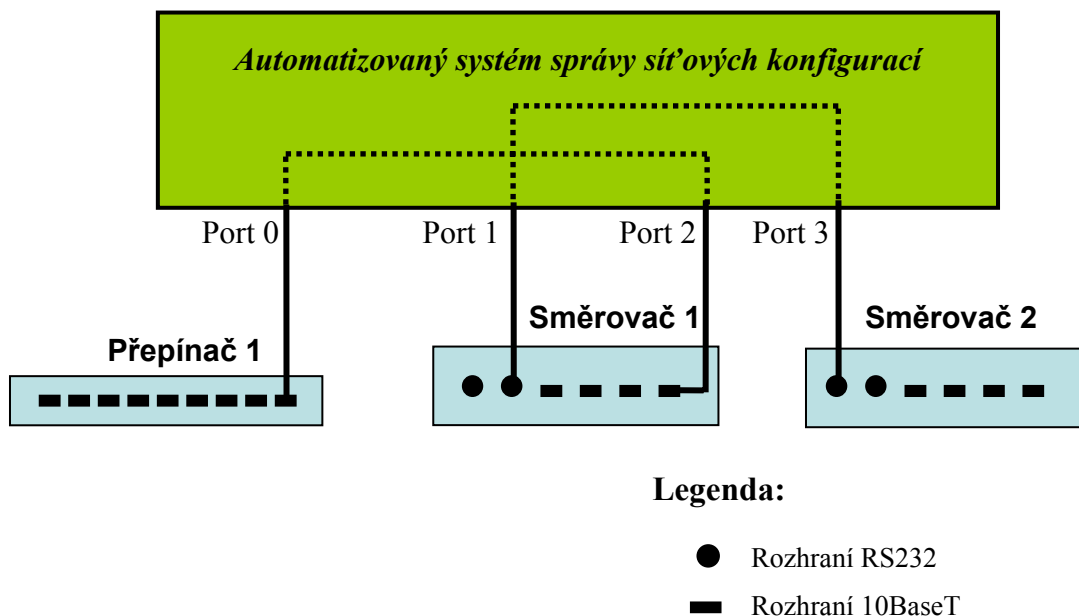 Automatizovaný systém správy síťových konfigurací
Port 0
Port 1
Port 2
Port 3
Přepínač 1
Směrovač 1
Směrovač 2
Legenda:
Rozhraní RS232
Rozhraní 10BaseT